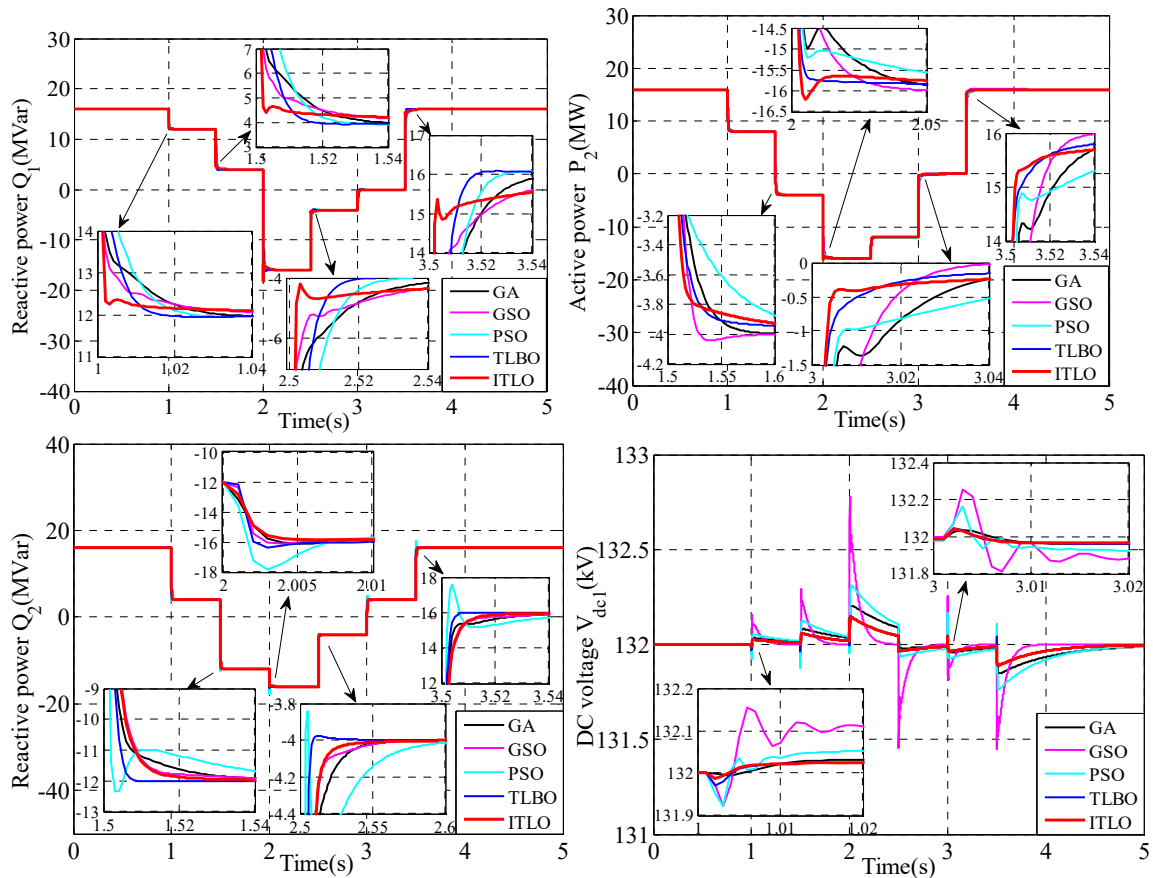 30
20
10
0
-10
-20
-30
-40
0 1 2 3 4 5
Reactive power Q_1(MVar)
Time(s)
7
6
5
4
3
1.5 1.52 1.54
14
13
12
11
1 1.02 1.04
-4
-6
2.5 2.52 2.54
17
16
15
14
3.5 3.52 3.54
GA
GSO
PSO
TLBO
ITLO
30
20
10
0
-10
-20
-30
-40
0 1 2 3 4 5
Active power P_2(MW)
Time(s)
-14.5
-15
-15.5
-16
-16.5
2 2.05
-3.2
-3.4
-3.6
-3.8
-4
-4.2
1.5 1.55 1.6
0
-0.5
-1
-1.5
3 3.02 3.04
16
15
14
3.5 3.52 3.54
GA
GSO
PSO
TLBO
ITLO
40
20
0
-20
-40
0 1 2 3 4 5
Reactive power Q_2(MVar)
Time(s)
-10
-12
-14
-16
-18
2 2.005 2.01
-9
-10
-11
-12
-13
1.5 1.52 1.54
-3.8
-4
-4.2
-4.4
2.5 2.55 2.6
18
16
14
12
3.5 3.52 3.54
GA
GSO
PSO
TLBO
ITLO
133
132.5
132
131.5
131
0 1 2 3 4 5
DC voltage V_dc1(kV)
Time(s)
132.4
132.2
132
131.8
3 3.01 3.02
132.2
132.1
132
131.9
1 1.01 1.02
GA
GSO
PSO
TLBO
ITLO